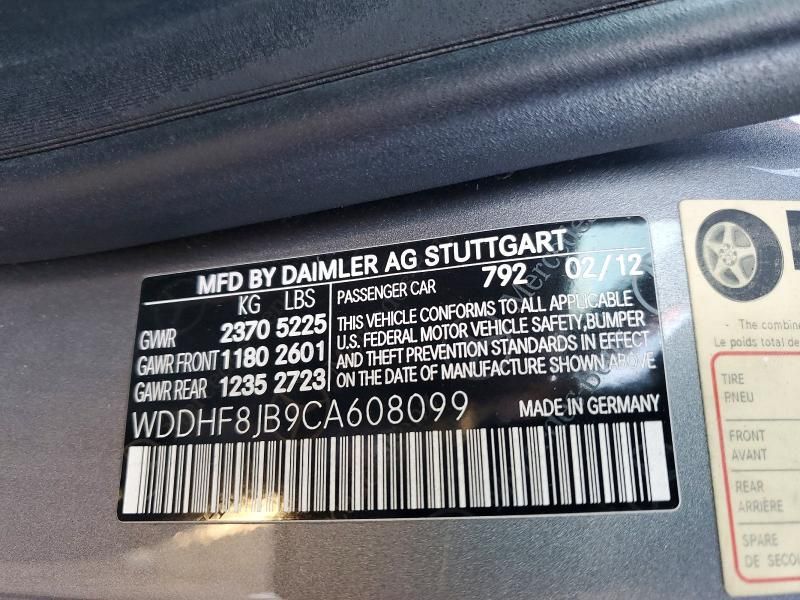 MFD BY DAIMLER AG STUTTGART
KG LBS
GVWR 2370 5225
GAWR FRONT 1180 2601
GAWR REAR 1235 2723
PASSENGER CAR 792 02/12
THIS VEHICLE CONFORMS TO ALL APPLICABLE
U.S. FEDERAL MOTOR VEHICLE SAFETY,BUMPER
AND THEFT PREVENTION STANDARDS IN EFFECT
ON THE DATE OF MANUFACTURE SHOWN ABOVE
WDDHF8JB9CA608099 MADE IN GERMANY
- The combine
Le poids total de
TIRE
PNEU
FRONT
AVANT
REAR
ARRIÈRE
SPARE
DE SECOU